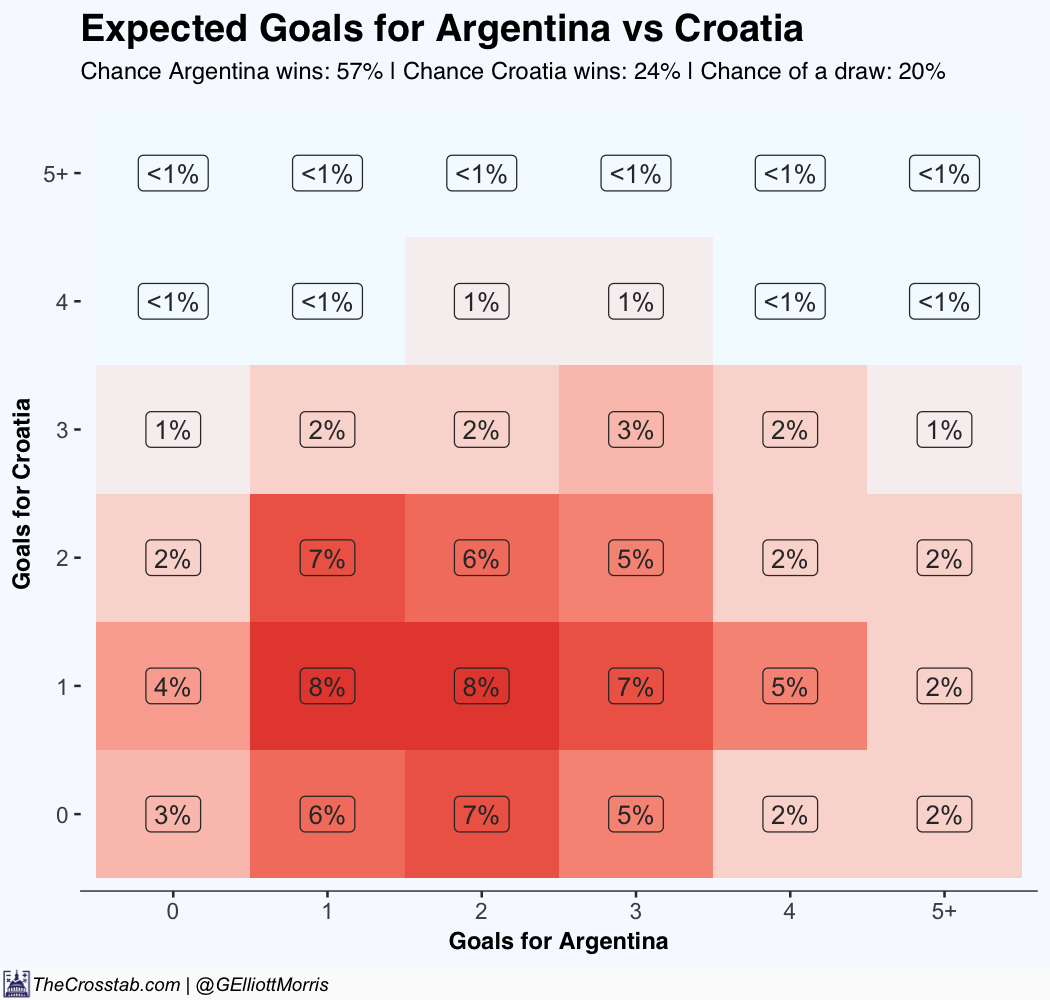 Expected Goals for Argentina vs Croatia
Chance Argentina wins: 57% | Chance Croatia wins: 24% | Chance of a draw: 20%
5+ <1% <1% <1% <1% <1% <1%
4 <1% <1% 1% 1% <1% <1%
3 1% 2% 2% 3% 2% 1%
2 2% 7% 6% 5% 2% 2%
1 4% 8% 8% 7% 5% 2%
0 3% 6% 7% 5% 2% 2%
Goals for Croatia
0 1 2 3 4 5+
Goals for Argentina
TheCrosstab.com | @GElliottMorris